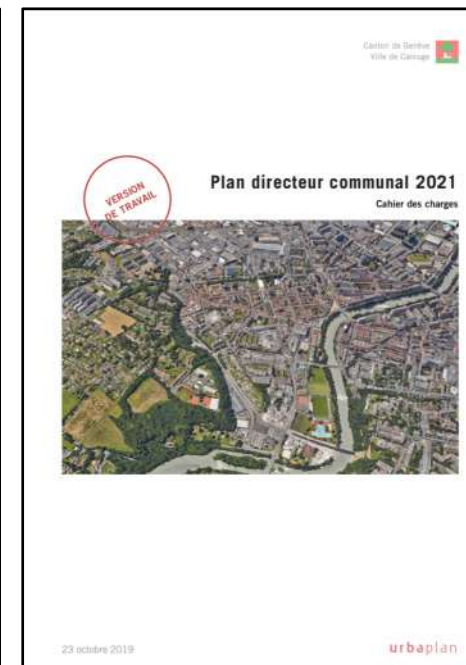 Canton de Genève
Ville de Carouge
VERSION
DE TRAVAIL
Plan directeur communal 2021
Cahier des charges
23 octobre 2019
urbaplan